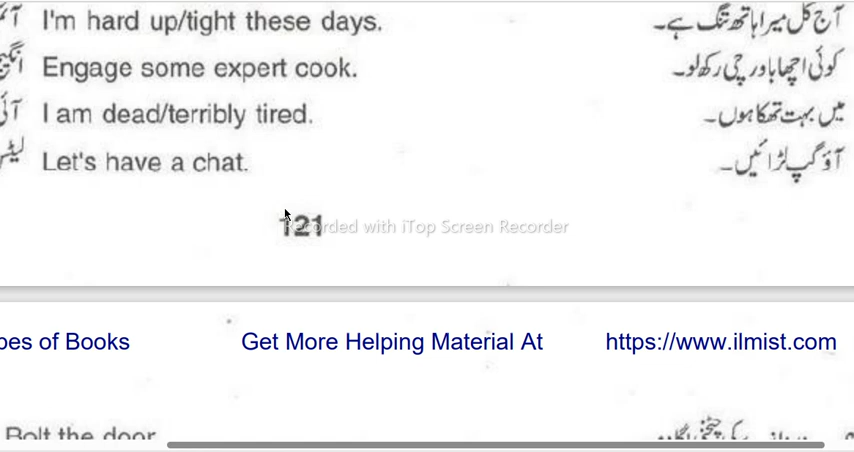 I'm hard up/tight these days. آج کل میرا ہاتھ تنگ ہے۔
Engage some expert cook. کوئی اچھا باورچی رکھ لو۔
I am dead/terribly tired. میں بہت تھکا ہوں۔
Let's have a chat. آؤ گپ لڑائیں۔
121
Recorded with iTop Screen Recorder
of Books Get More Helping Material At https://www.ilmist.com
Bolt the door